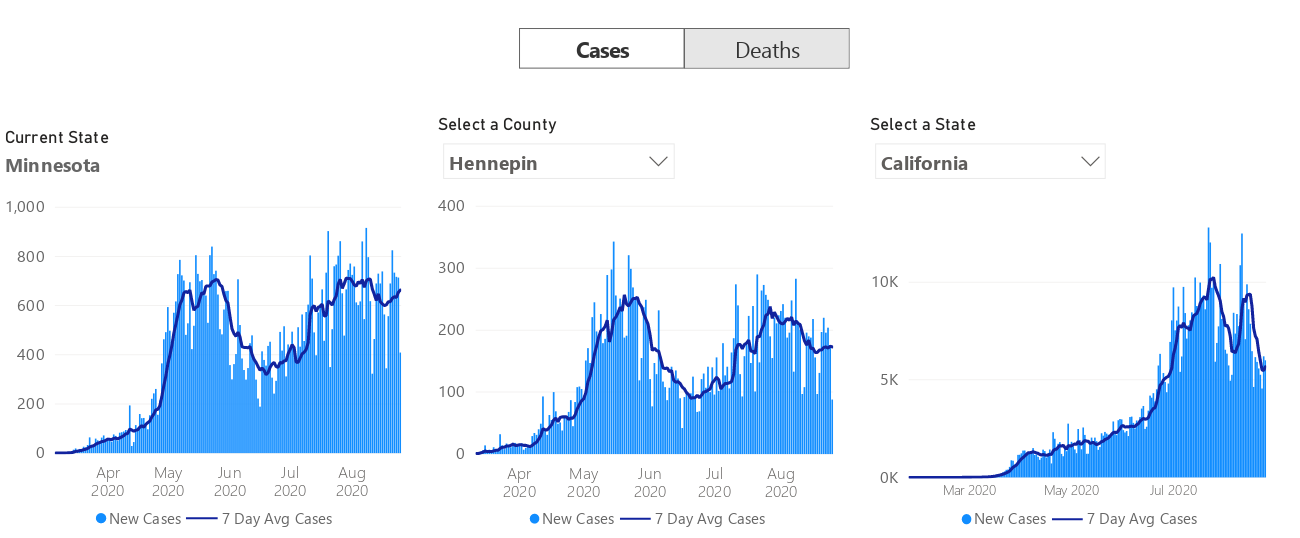 Cases Deaths
Current State
Minnesota
1,000
800
600
400
200
0
Apr 2020
May 2020
Jun 2020
Jul 2020
Aug 2020
New Cases 7 Day Avg Cases
Select a County
Hennepin
400
300
200
100
0
Apr 2020
May 2020
Jun 2020
Jul 2020
Aug 2020
New Cases 7 Day Avg Cases
Select a State
California
10K
5K
0K
Mar 2020 May 2020 Jul 2020
New Cases 7 Day Avg Cases